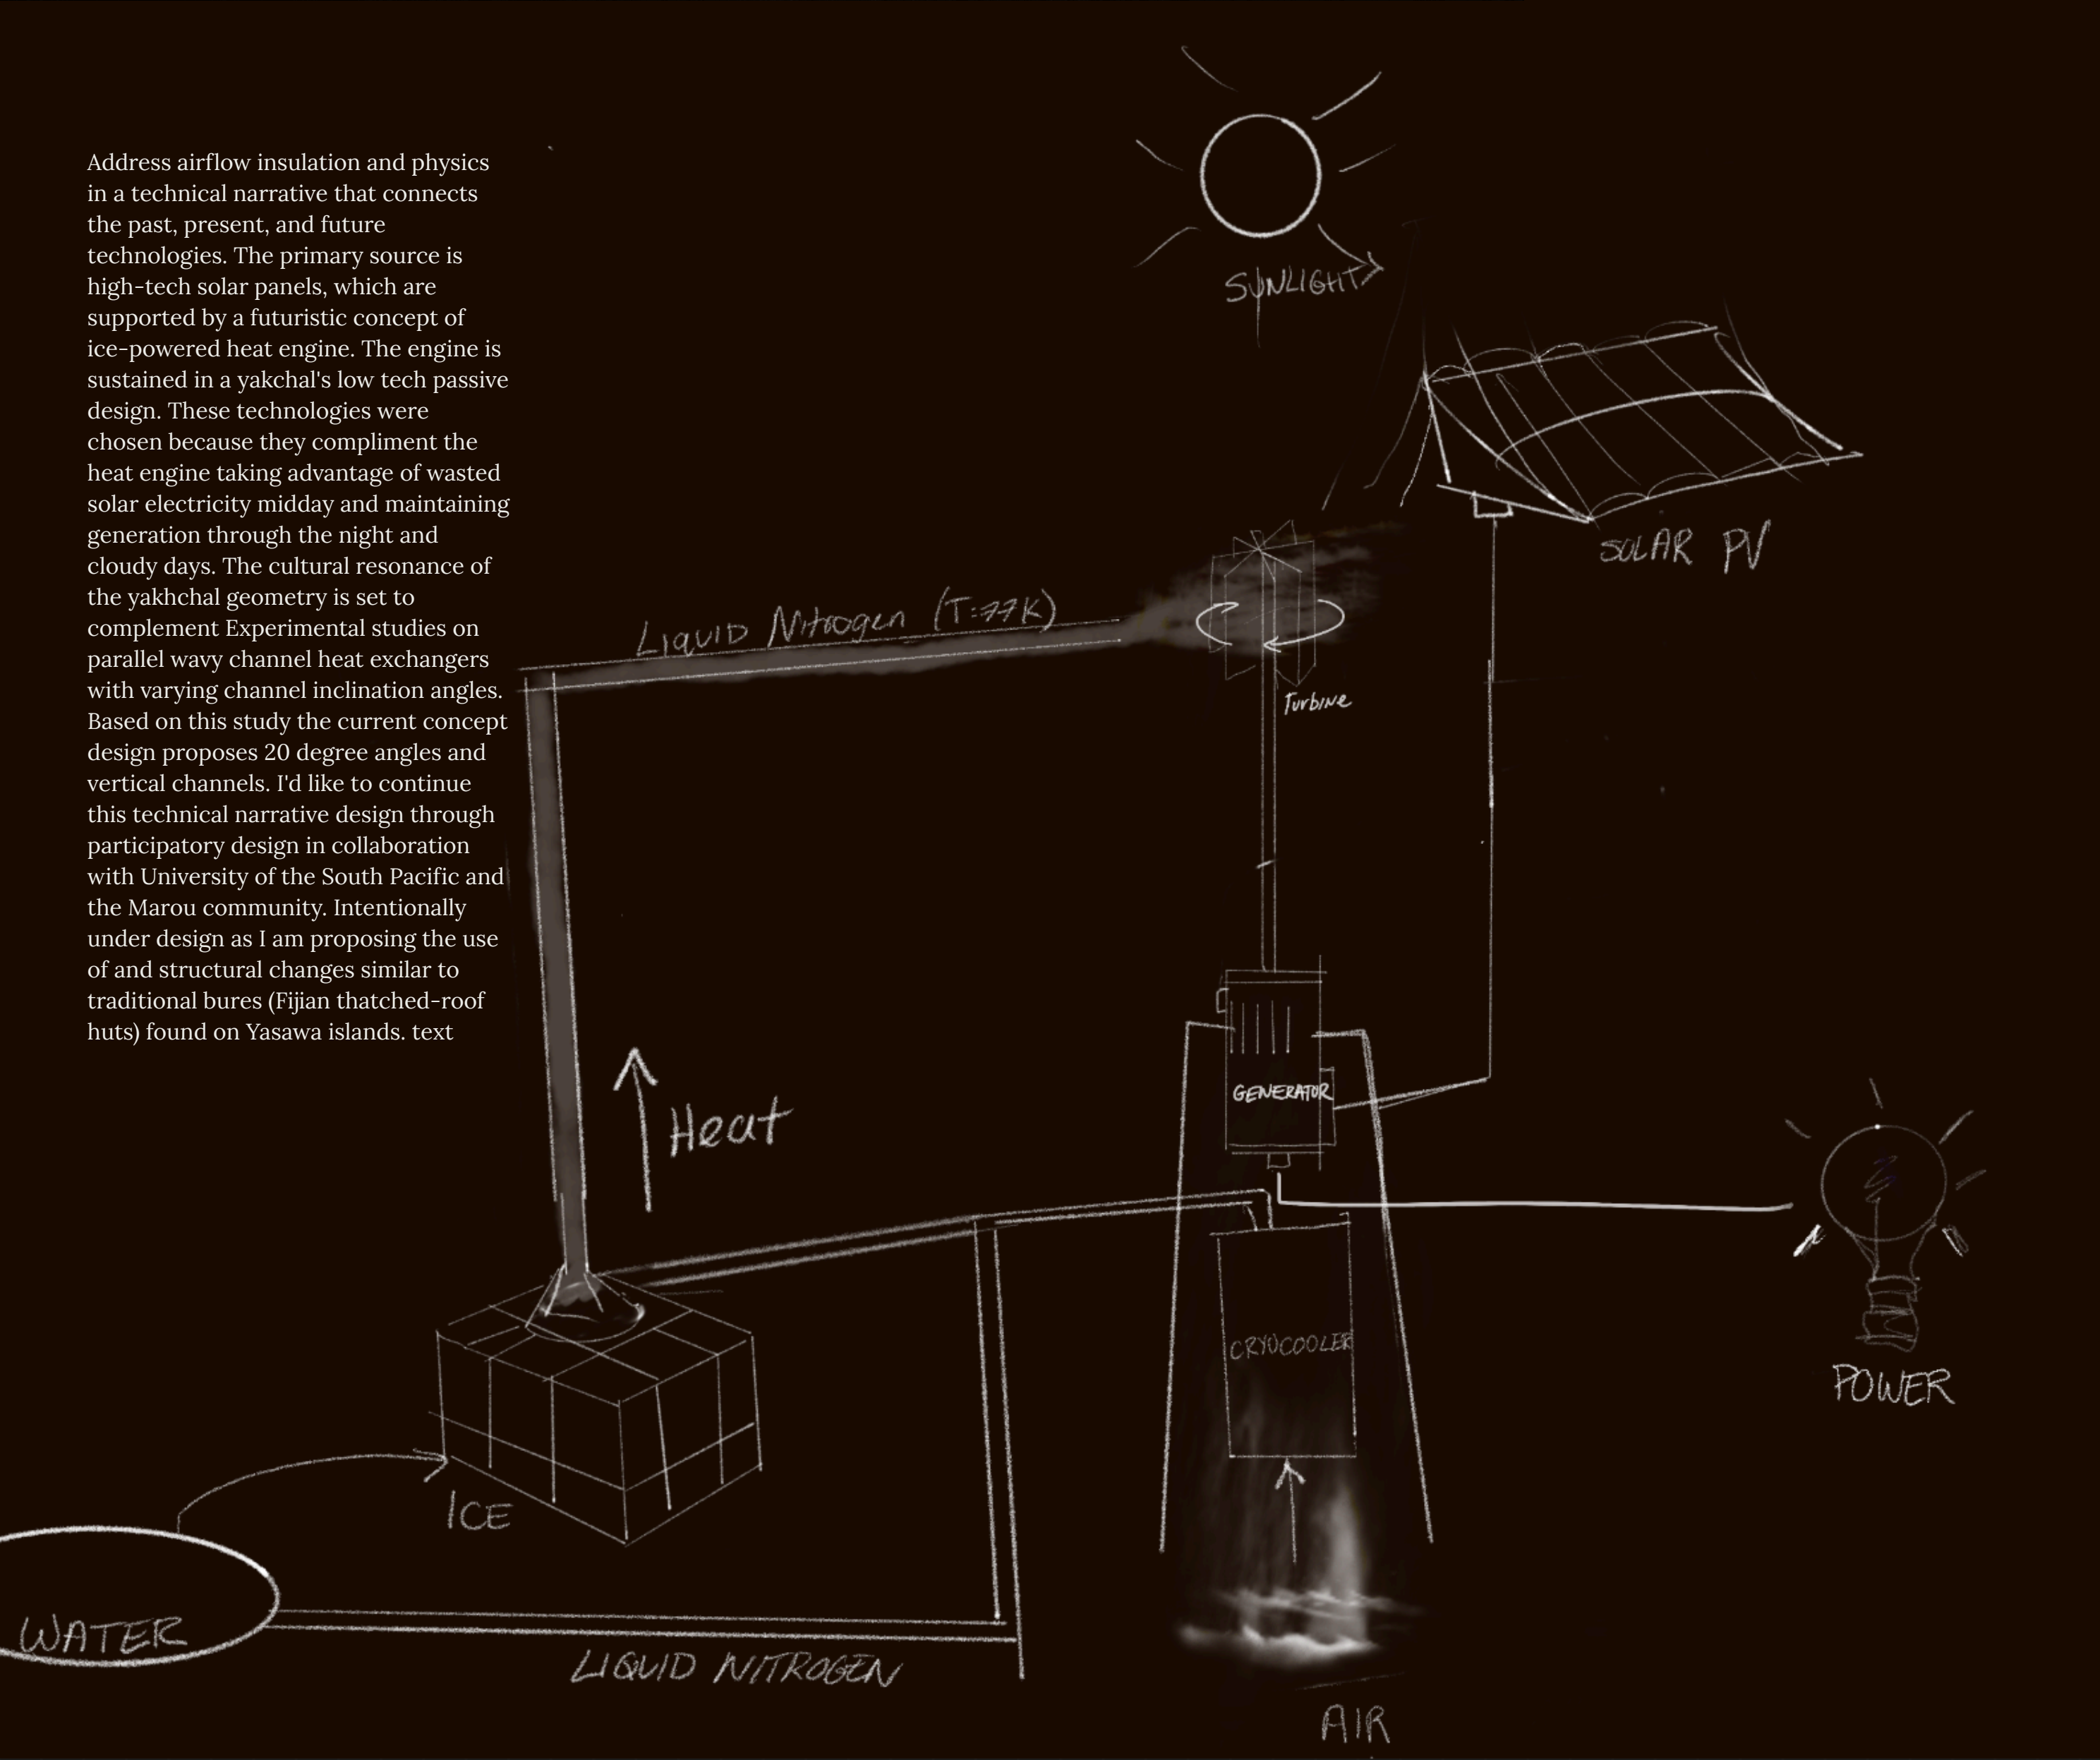 Address airflow insulation and physics
in a technical narrative that connects
the past, present, and future
technologies. The primary source is
high-tech solar panels, which are
supported by a futuristic concept of
ice-powered heat engine. The engine is
sustained in a yakchal's low tech passive
design. These technologies were
chosen because they compliment the
heat engine taking advantage of wasted
solar electricity midday and maintaining
generation through the night and
cloudy days. The cultural resonance of
the yakhchal geometry is set to
complement Experimental studies on
parallel wavy channel heat exchangers
with varying channel inclination angles.
Based on this study the current concept
design proposes 20 degree angles and
vertical channels. I'd like to continue
this technical narrative design through
participatory design in collaboration
with University of the South Pacific and
the Marou community. Intentionally
under design as I am proposing the use
of and structural changes similar to
traditional bures (Fijian thatched-roof
huts) found on Yasawa islands. text
SUNLIGHT
SOLAR PV
Liquid Nitrogen (T=77K)
Turbine
GENERATOR
Heat
CRYOCOOLER
POWER
ICE
WATER
LIQUID NITROGEN
AIR